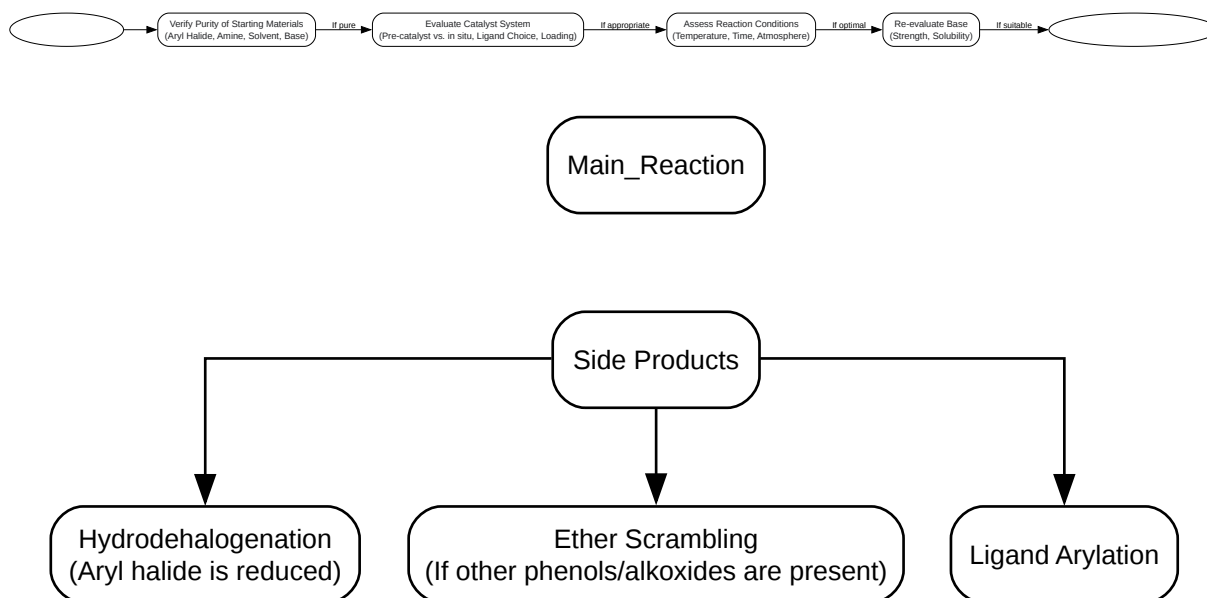 Verify Purity of Starting Materials
(Aryl Halide, Amine, Solvent, Base)
If pure
Evaluate Catalyst System
(Pre-catalyst vs. in situ, Ligand Choice, Loading)
If appropriate
Assess Reaction Conditions
(Temperature, Time, Atmosphere)
If optimal
Re-evaluate Base
(Strength, Solubility)
If suitable
Main_Reaction
Side Products
Hydrodehalogenation
(Aryl halide is reduced)
Ether Scrambling
(If other phenols/alkoxides are present)
Ligand Arylation